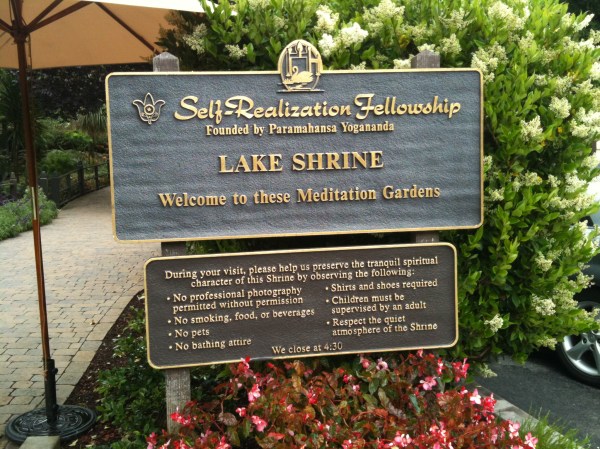 Self-Realization Fellowship
Founded by Paramahansa Yogananda
LAKE SHRINE
Welcome to these Meditation Gardens
During your visit, please help us preserve the tranquil spiritual
character of this Shrine by observing the following:
• No professional photography
permitted without permission
• No smoking, food, or beverages
• No pets
• No bathing attire
• Shirts and shoes required
• Children must be
supervised by an adult
• Respect the quiet
atmosphere of the Shrine
We close at 4:30